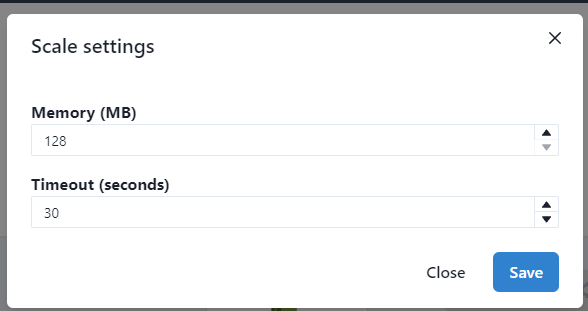 Scale settings
Memory (MB)
128
Timeout (seconds)
30
Close
Save